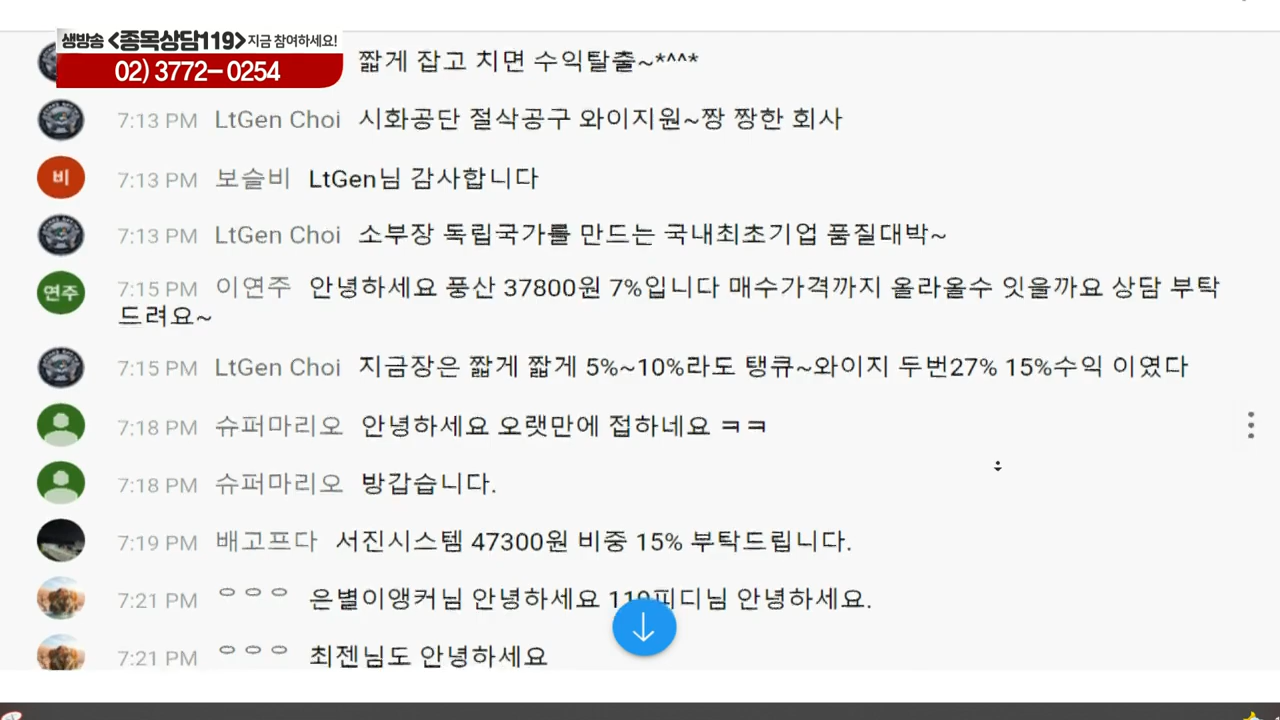 생방송 <종목상담119> 지금 참여하세요!
02) 3772-0254
짧게 잡고 치면 수익탈출~*^^^*
7:13 PM LtGen Choi 시화공단 절삭공구 와이지원~짱 짱한 회사
비 7:13 PM 보슬비 LtGen님 감사합니다
7:13 PM LtGen Choi 소부장 독립국가를 만드는 국내최초기업 품질대박~
연주 7:15 PM 이연주 안녕하세요 풍산 37800원 7%입니다 매수가격까지 올라올수 잇을까요 상담 부탁
드려요~
7:15 PM LtGen Choi 지금장은 짧게 짧게 5%~10%라도 탱큐~와이지 두번27% 15%수익 이였다
7:18 PM 슈퍼마리오 안녕하세요 오랫만에 접하네요 ㅋㅋ
7:18 PM 슈퍼마리오 방갑습니다.
7:19 PM 배고프다 서진시스템 47300원 비중 15% 부탁드립니다.
7:21 PM ㅇㅇㅇ 은별이앵커님 안녕하세요 119피디님 안녕하세요.
7:21 PM ㅇㅇㅇ 최젠님도 안녕하세요